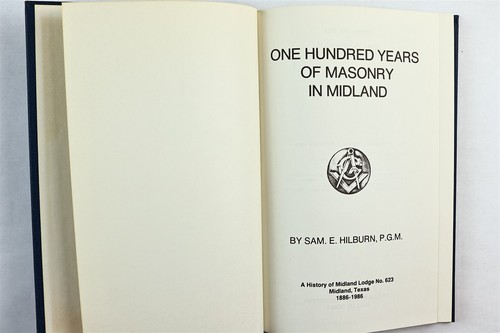 ONE HUNDRED YEARS
OF MASONRY
IN MIDLAND
BY SAM. E. HILBURN, P.G.M.
A History of Midland Lodge No. 623
Midland, Texas
1886-1986